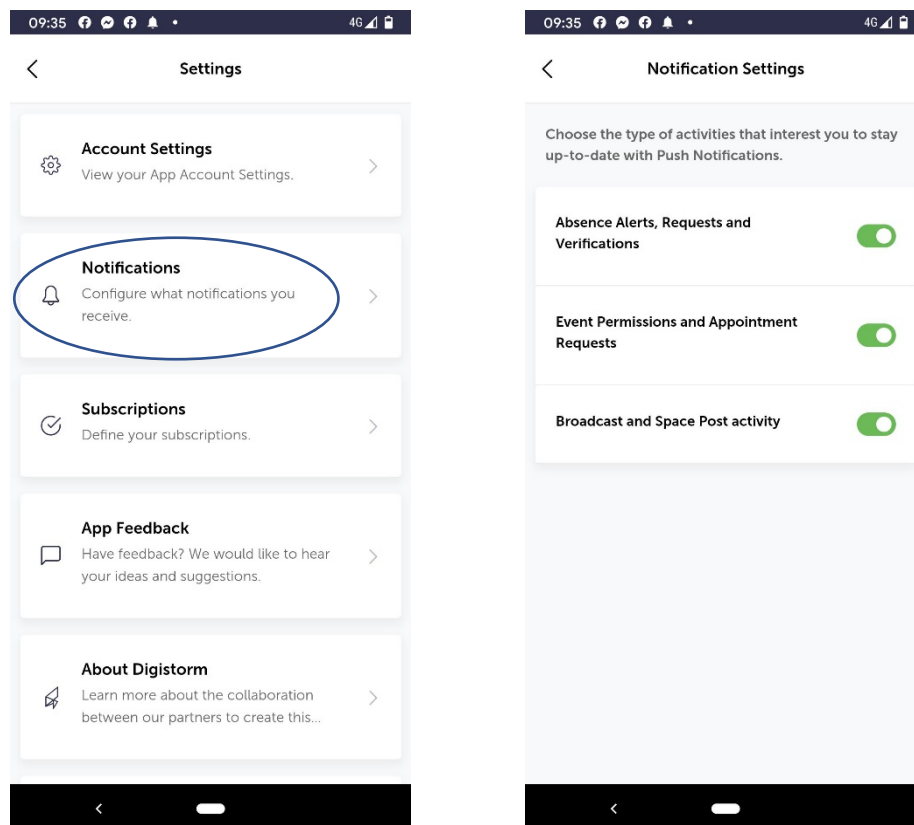 09:35
4G
Settings
Account Settings
View your App Account Settings.
Notifications
Configure what notifications you
receive.
Subscriptions
Define your subscriptions.
App Feedback
Have feedback? We would like to hear
your ideas and suggestions.
About Digistorm
Learn more about the collaboration
between our partners to create this...
09:35
4G
Notification Settings
Choose the type of activities that interest you to stay
up-to-date with Push Notifications.
Absence Alerts, Requests and
Verifications
Event Permissions and Appointment
Requests
Broadcast and Space Post activity